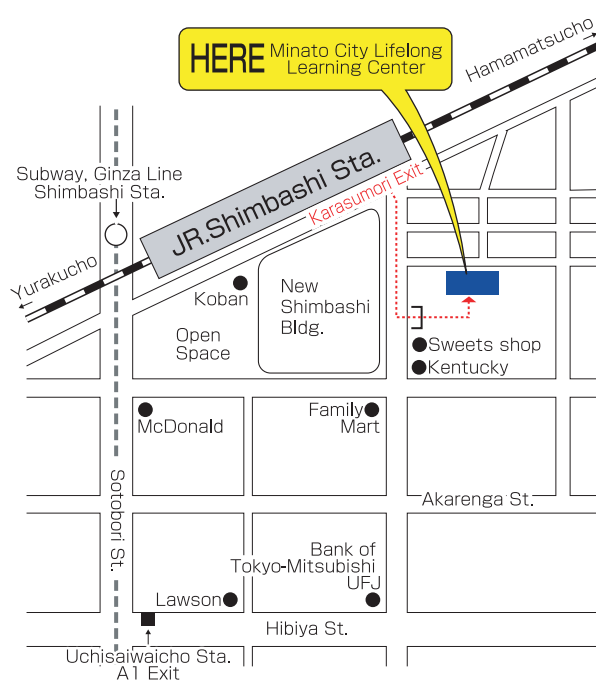 HERE Minato City Lifelong
Learning Center
Hamamatsucho
Subway, Ginza Line
Shimbashi Sta.
JR.Shimbashi Sta.
Karasumori Exit
Yurakucho
Koban
New
Shimbashi
Bldg.
Open
Space
Sweets shop
Kentucky
McDonald
Family
Mart
Sotobori St.
Akarenga St.
Bank of
Tokyo-Mitsubishi
UFJ
Lawson
Hibiya St.
Uchisaiwaicho Sta.
A1 Exit